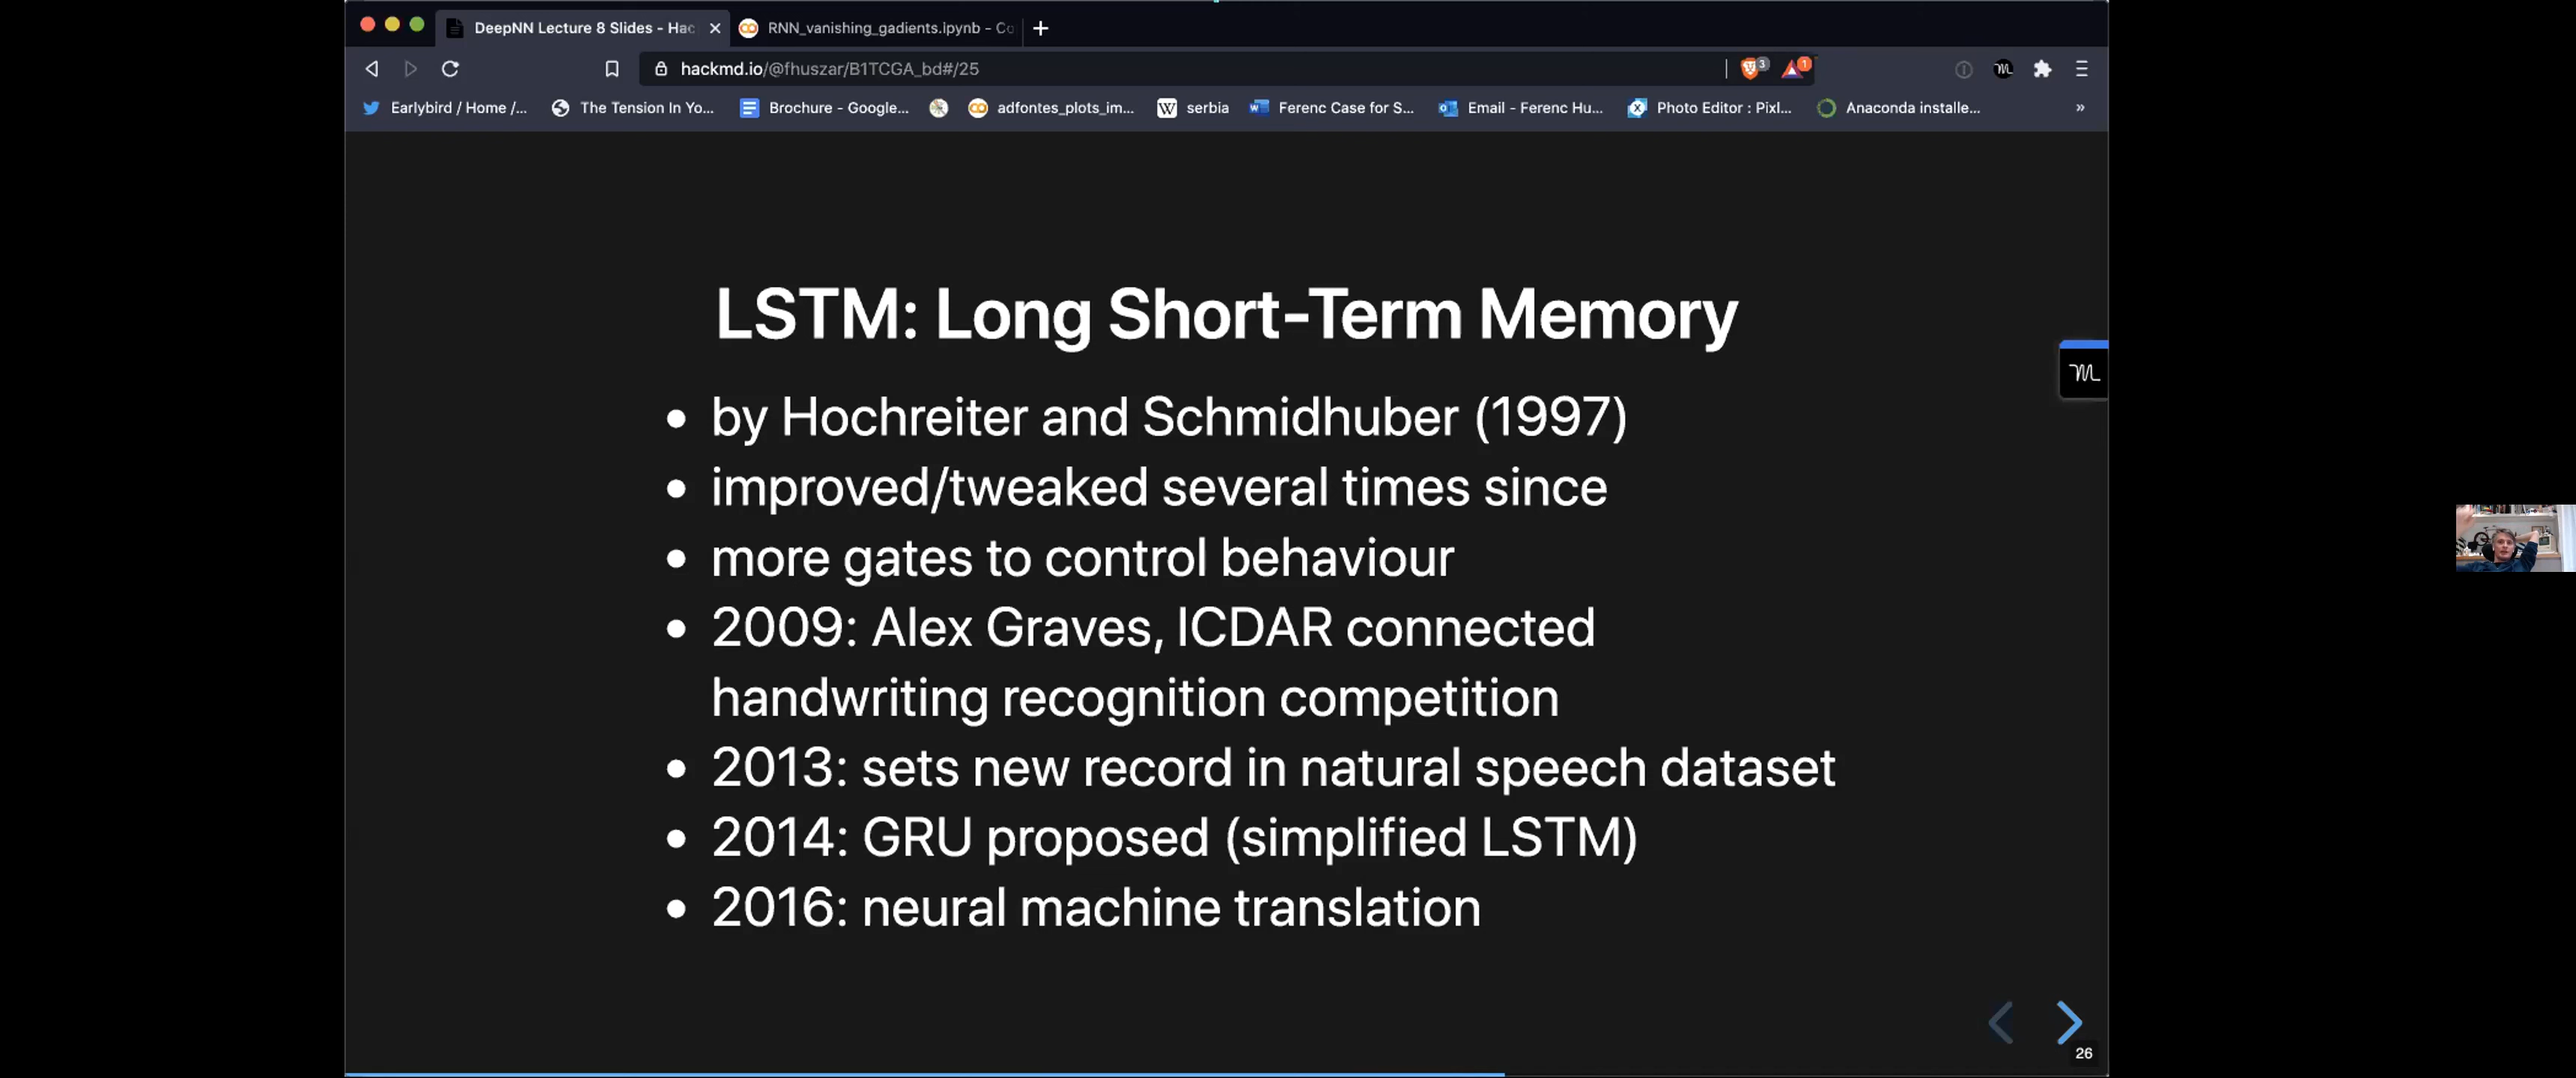 DeepNN Lecture 8 Slides - Hac
RNN_vanishing_gadients.ipynb - Co
hackmd.io/@fhuszar/B1TCGA_bd#/25
3
1
Earlybird / Home /...
The Tension In Yo...
Brochure - Google...
adfontes_plots_im...
W serbia
Ferenc Case for S...
Email - Ferenc Hu...
Photo Editor : Pixl...
Anaconda installe...
LSTM: Long Short-Term Memory
• by Hochreiter and Schmidhuber (1997)
• improved/tweaked several times since
• more gates to control behaviour
• 2009: Alex Graves, ICDAR connected
handwriting recognition competition
• 2013: sets new record in natural speech dataset
• 2014: GRU proposed (simplified LSTM)
• 2016: neural machine translation
26